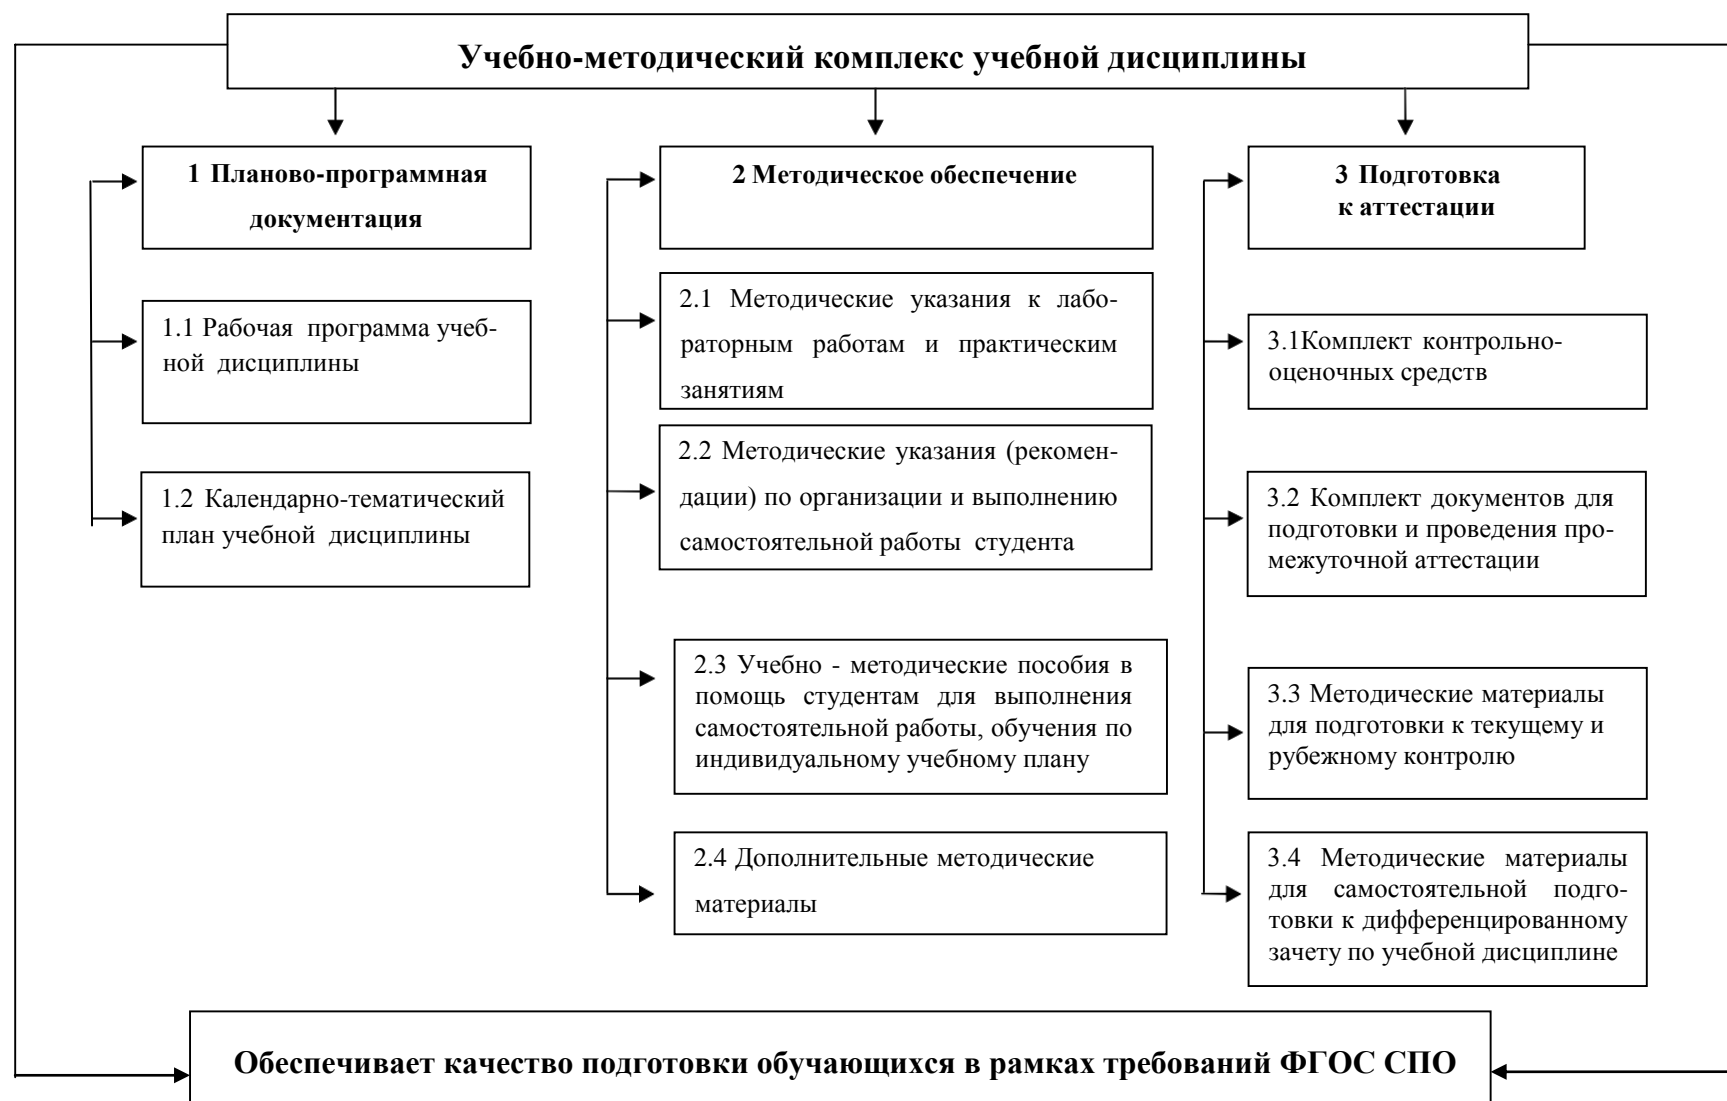 Учебно-методический комплекс учебной дисциплины
1 Планово-программная
документация
1.1 Рабочая программа учеб-
ной дисциплины
1.2 Календарно-тематический
план учебной дисциплины
2 Методическое обеспечение
2.1 Методические указания к лабо-
раторным работам и практическим
занятиям
2.2 Методические указания (рекомен-
дации) по организации и выполнению
самостоятельной работы студента
2.3 Учебно - методические пособия в
помощь студентам для выполнения
самостоятельной работы, обучения по
индивидуальному учебному плану
2.4 Дополнительные методические
материалы
3 Подготовка
к аттестации
3.1Комплект контрольно-
оценочных средств
3.2 Комплект документов для
подготовки и проведения про-
межуточной аттестации
3.3 Методические материалы
для подготовки к текущему и
рубежному контролю
3.4 Методические материалы
для самостоятельной подго-
товки к дифференцированному
зачету по учебной дисциплине
Обеспечивает качество подготовки обучающихся в рамках требований ФГОС СПО